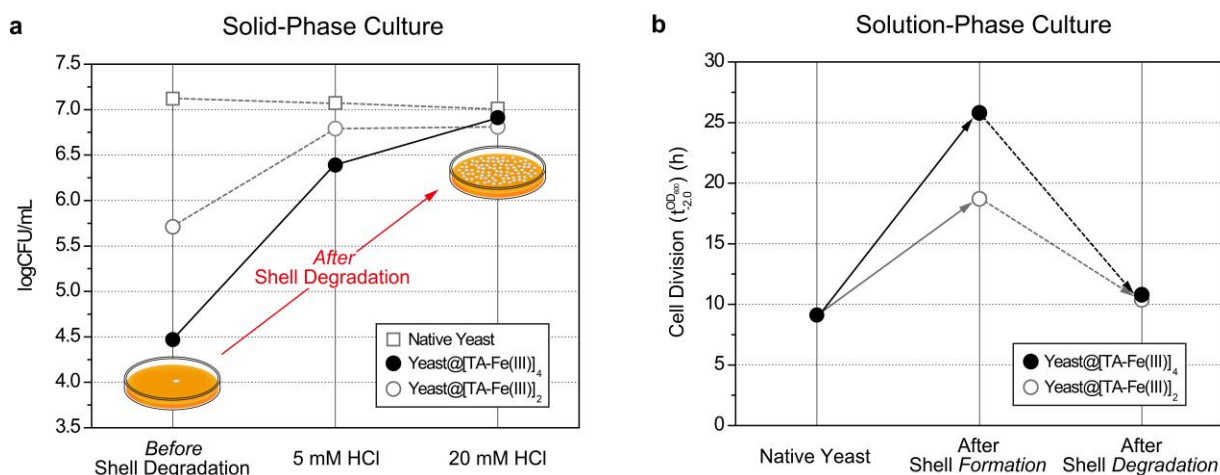 a
Solid-Phase Culture
7.5
7.0
6.5
6.0
5.5
5.0
4.5
4.0
3.5
logCFU/mL
After
Shell Degradation
Native Yeast
Yeast@[TA-Fe(III)]4
Yeast@[TA-Fe(III)]2
Before
Shell Degradation
5 mM HCl
20 mM HCl
b
Solution-Phase Culture
30
25
20
15
10
5
0
Cell Division (t-2.0 OD600) (h)
Yeast@[TA-Fe(III)]4
Yeast@[TA-Fe(III)]2
Native Yeast
After
Shell Formation
After
Shell Degradation